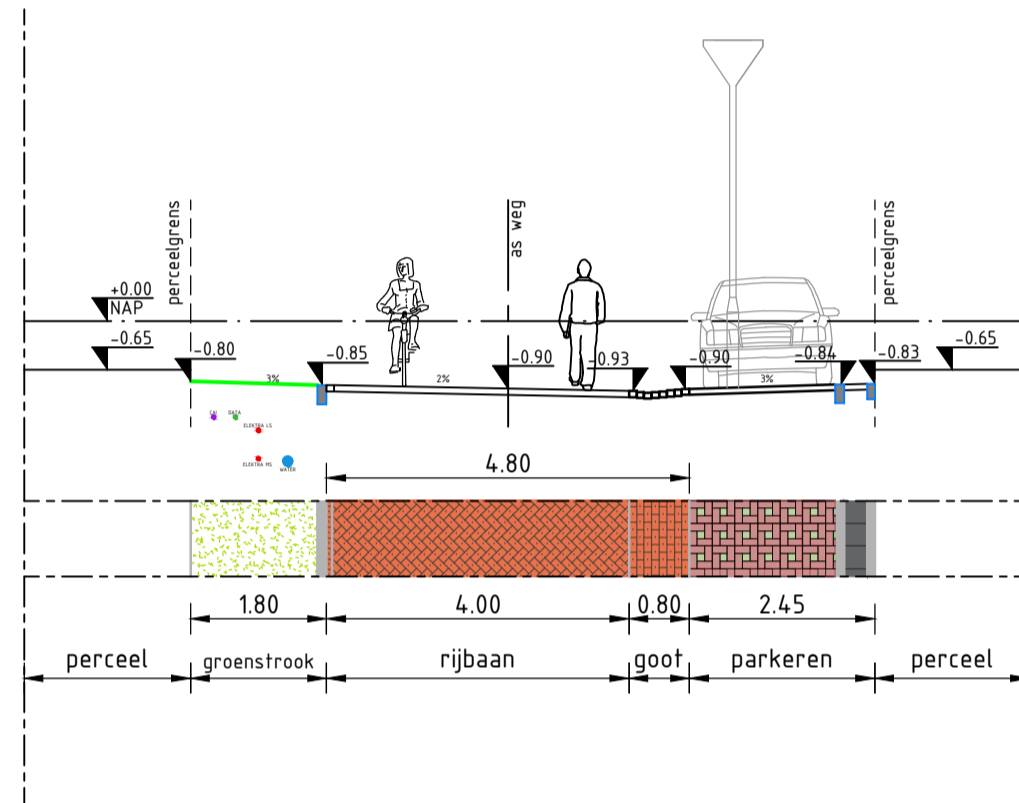 perceelgrens
as weg
perceelgrens
+0.00
NAP
-0.65
-0.80
-0.85
-0.90
-0.93
-0.90
-0.84
-0.83
-0.65
3%
2%
3%
CAI
DATA
ELEKTRA LS
ELEKTRA MS
WATER
4.80
1.80
4.00
0.80
2.45
perceel
groenstrook
rijbaan
goot
parkeren
perceel